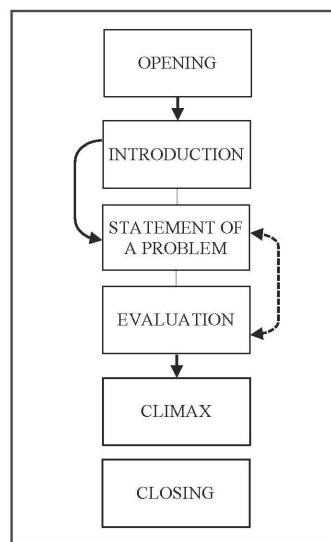 OPENING
INTRODUCTION
STATEMENT OF
A PROBLEM
EVALUATION
CLIMAX
CLOSING